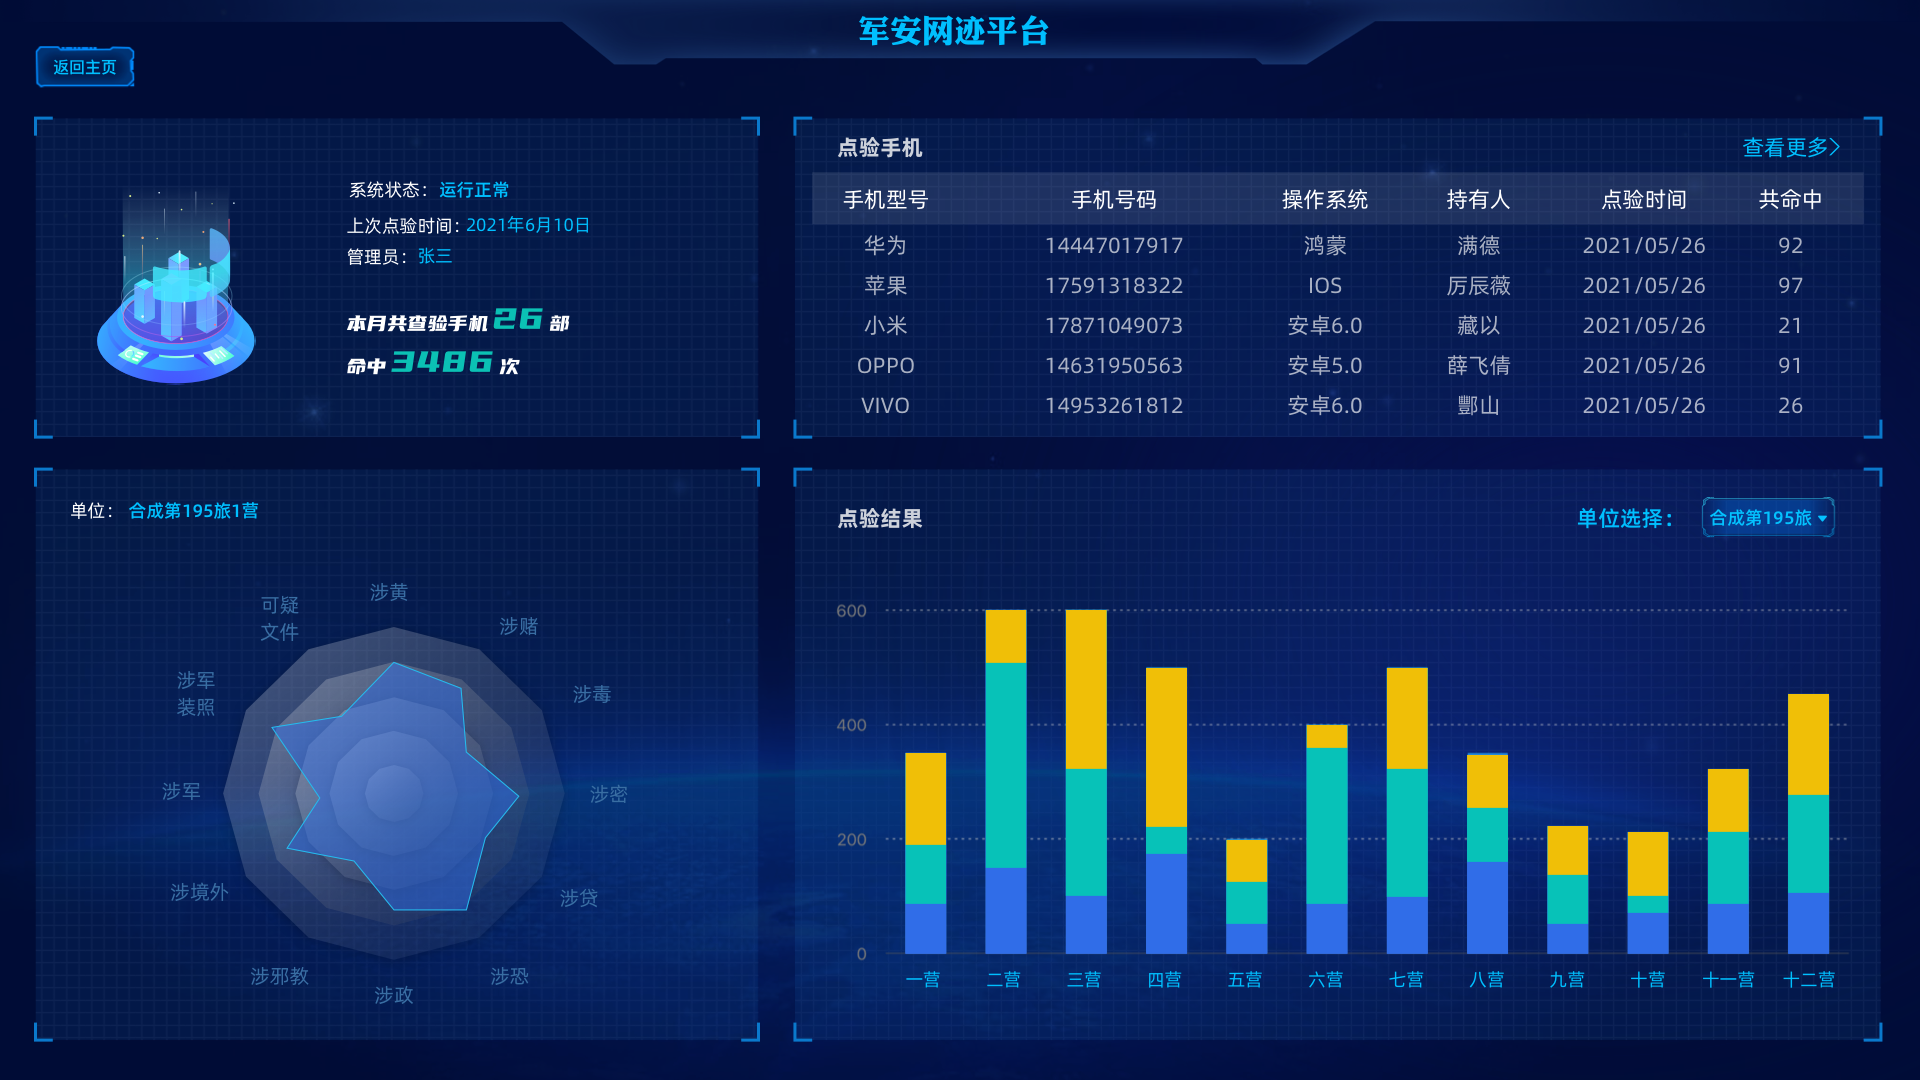 军安网迹平台
返回主页
系统状态：运行正常
上次点验时间：2021年6月10日
管理员：张三
本月共查验手机 26 部
命中 3486 次
点验手机
查看更多
手机型号 手机号码 操作系统 持有人 点验时间 共命中
华为 14447017917 鸿蒙 满德 2021/05/26 92
苹果 17591318322 IOS 厉辰薇 2021/05/26 97
小米 17871049073 安卓6.0 藏以 2021/05/26 21
OPPO 14631950563 安卓5.0 薛飞倩 2021/05/26 91
VIVO 14953261812 安卓6.0 酆山 2021/05/26 26
单位：合成第195旅1营
涉黄
涉赌
涉毒
涉密
涉贷
涉恐
涉政
涉邪教
涉境外
涉军
涉军
装照
可疑
文件
点验结果
单位选择：合成第195旅
600
400
200
0
一营 二营 三营 四营 五营 六营 七营 八营 九营 十营 十一营 十二营